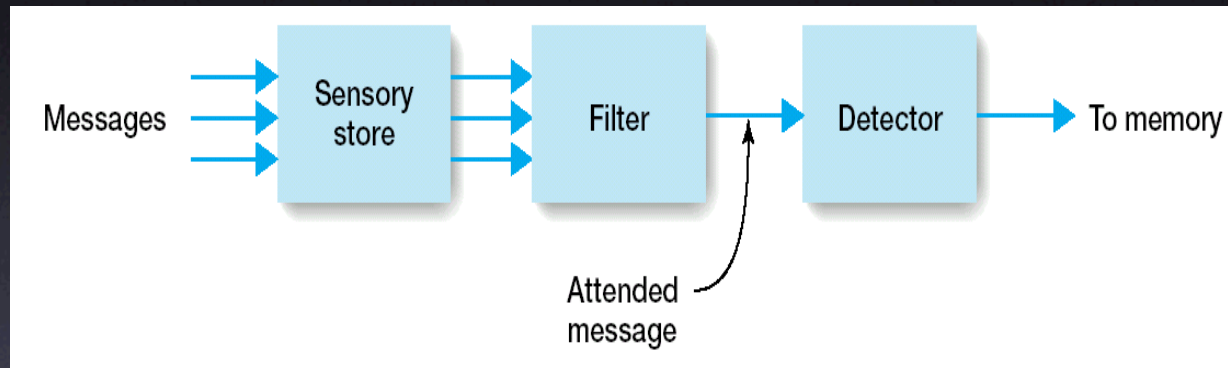 Messages
Sensory
store
Filter
Detector
To memory
Attended
message